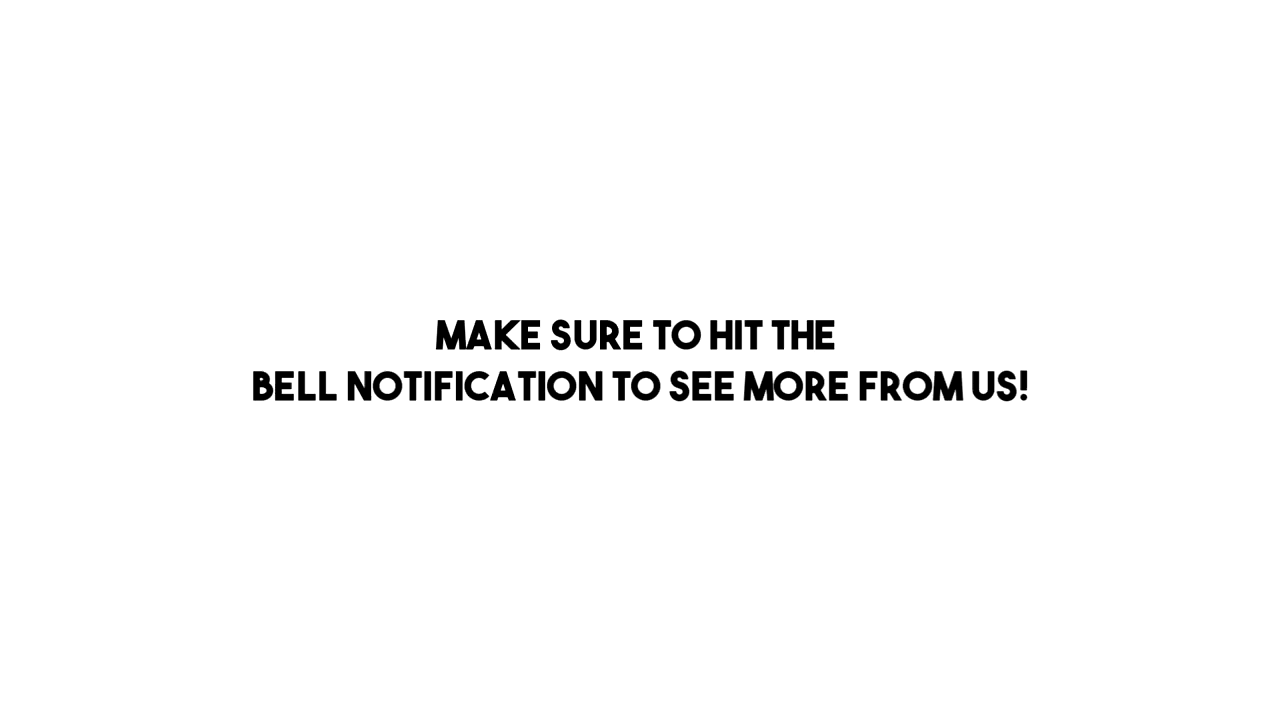 MAKE SURE TO HIT THE
BELL NOTIFICATION TO SEE MORE FROM US!